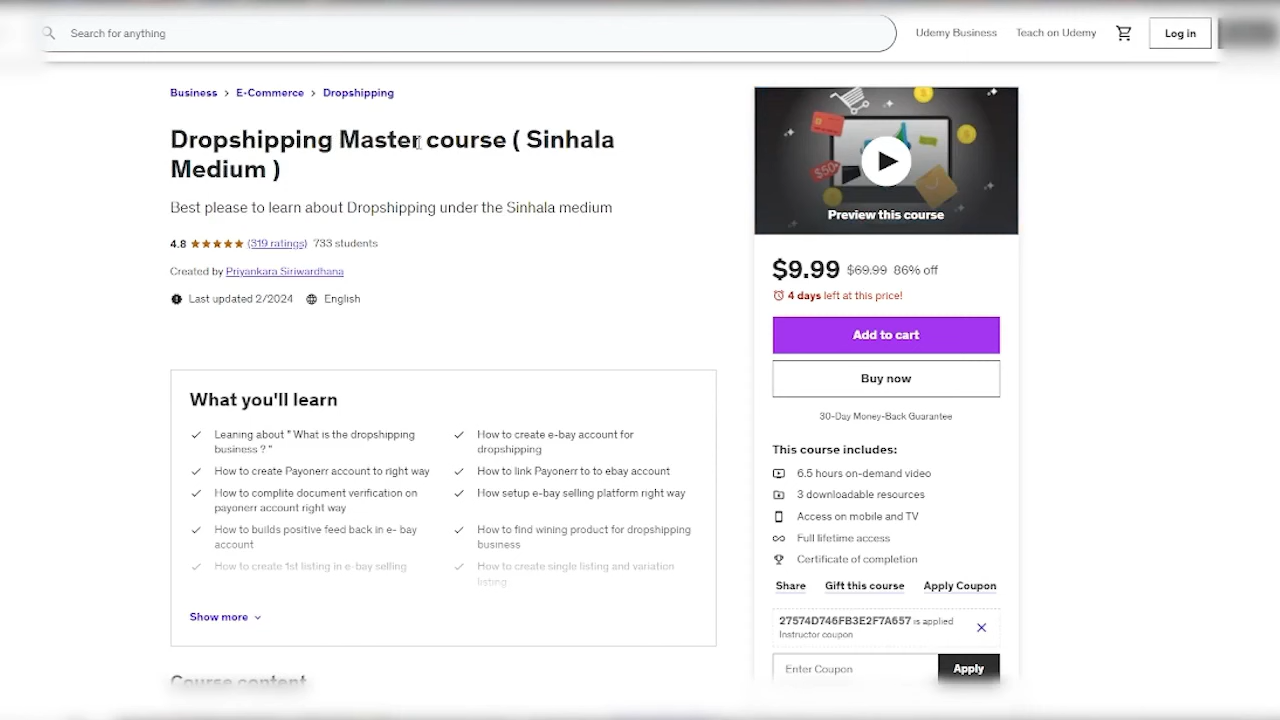 Search for anything
Udemy Business
Teach on Udemy
Log in
Business > E-Commerce > Dropshipping
Dropshipping Master course ( Sinhala
Medium )
Best please to learn about Dropshipping under the Sinhala medium
4.8 (319 ratings) 733 students
Created by Priyankara Siriwardhana
Last updated 2/2024 English
What you'll learn
Leaning about " What is the dropshipping
business ? "
How to create Payonerr account to right way
How to complite document verification on
payonerr account right way
How to builds positive feed back in e- bay
account
How to create 1st listing in e-bay selling
How to create e-bay account for
dropshipping
How to link Payonerr to to ebay account
How setup e-bay selling platform right way
How to find wining product for dropshipping
business
How to create single listing and variation
listing
Show more
Course content
$50
Preview this course
$9.99 $69.99 86% off
4 days left at this price!
Add to cart
Buy now
30-Day Money-Back Guarantee
This course includes:
6.5 hours on-demand video
3 downloadable resources
Access on mobile and TV
Full lifetime access
Certificate of completion
Share Gift this course Apply Coupon
27574D746FB3E2F7A657 is applied
Instructor coupon
Enter Coupon
Apply